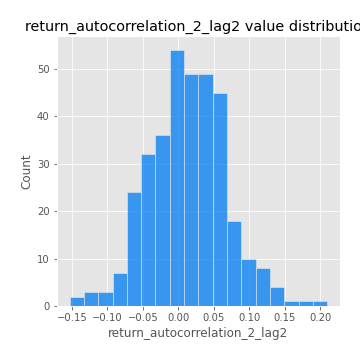 return_autocorrelation_2_lag2 value distributio
Count
50
40
30
20
10
0
−0.15 −0.10 −0.05 0.00 0.05 0.10 0.15 0.20
return_autocorrelation_2_lag2